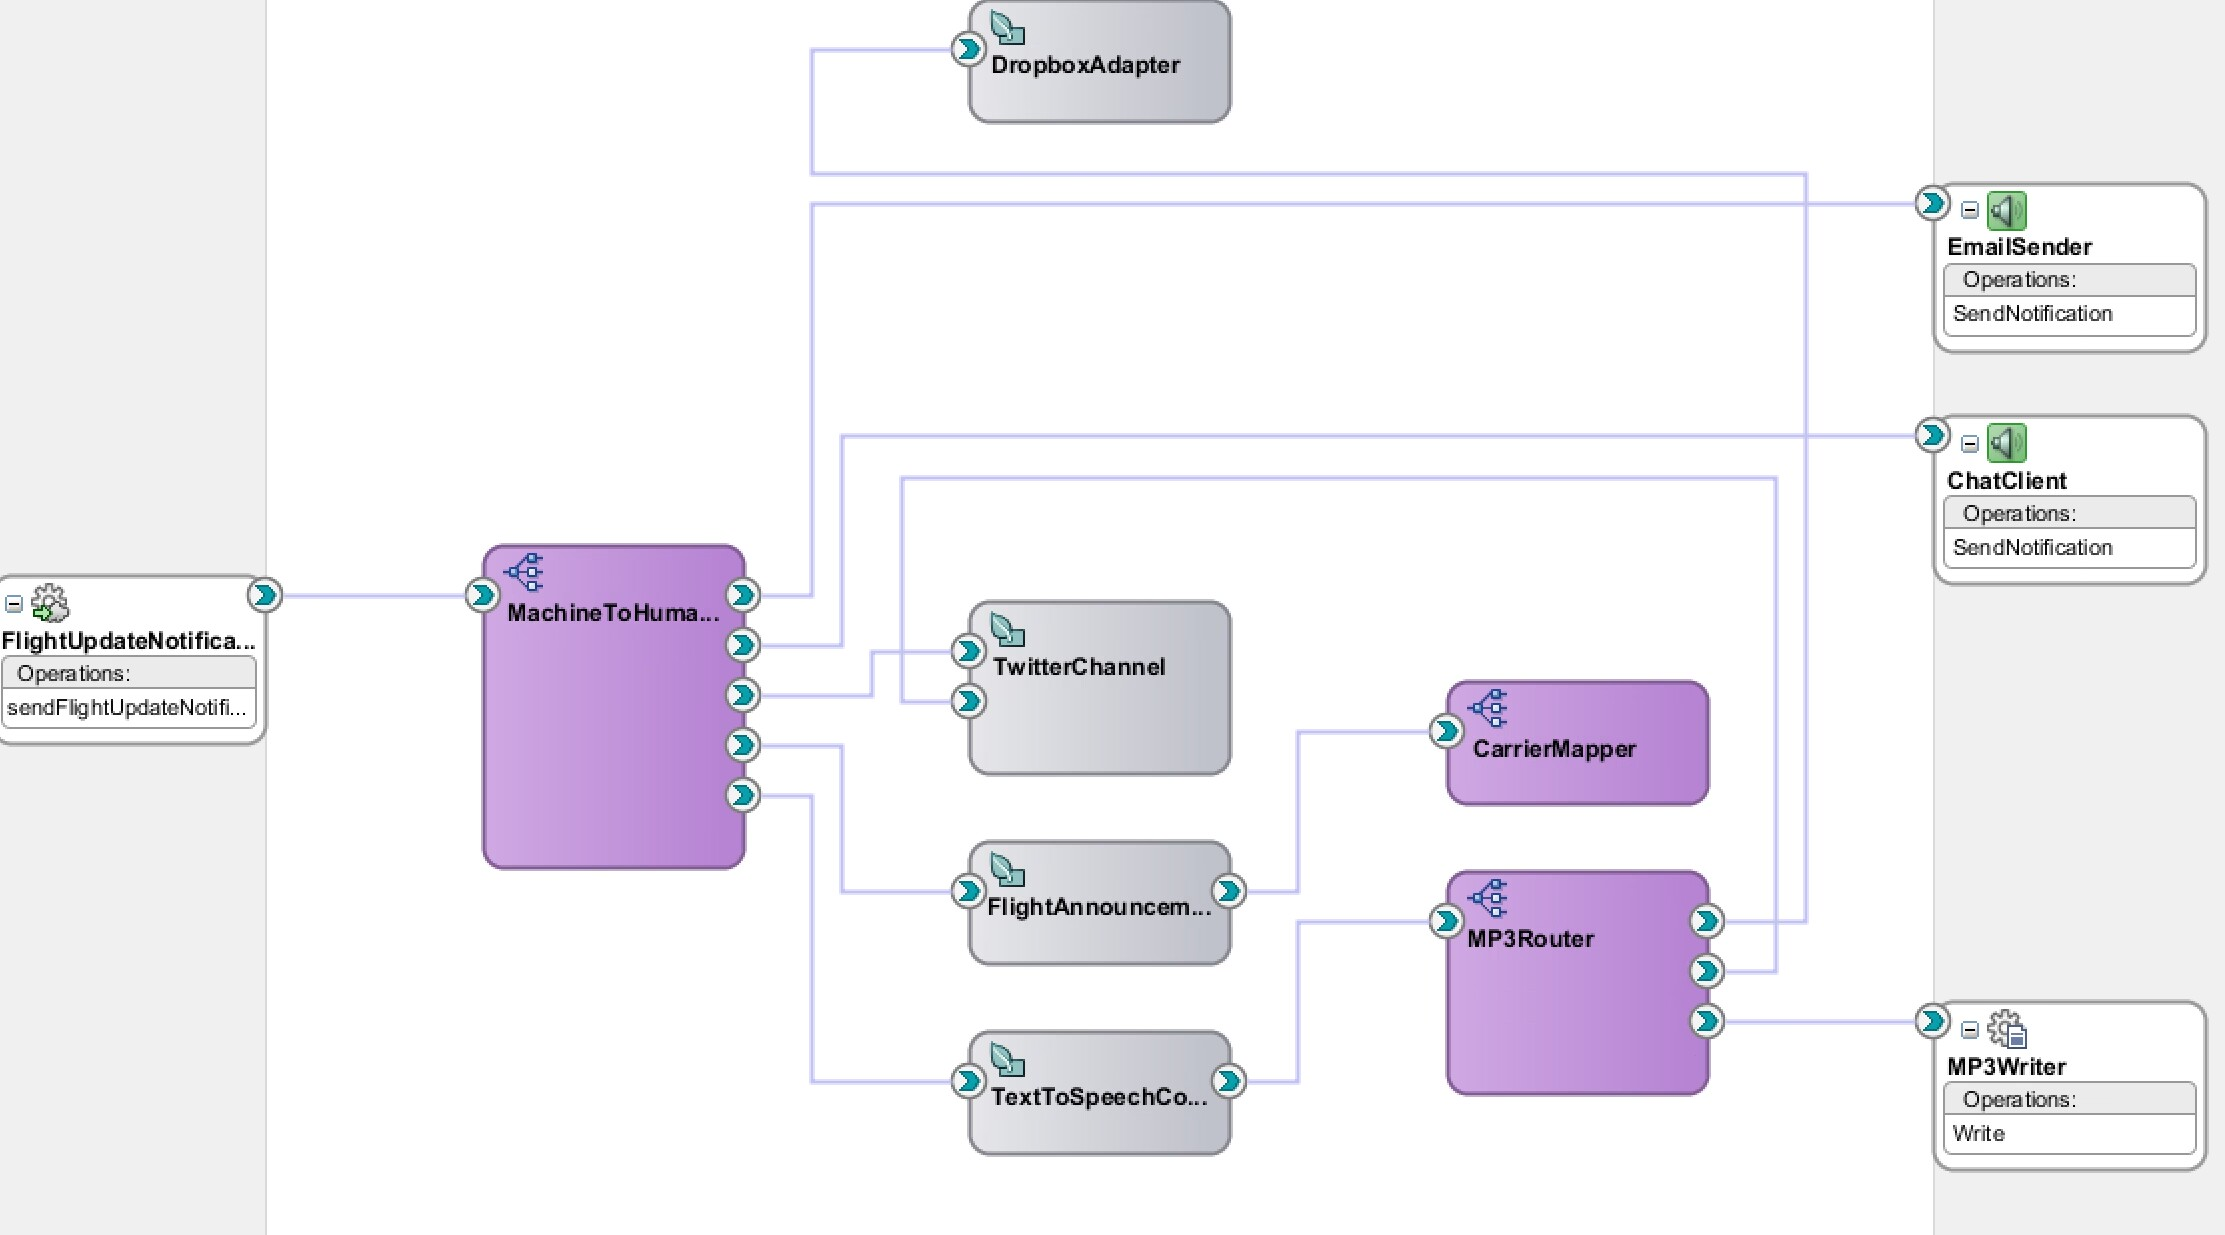 DropboxAdapter
EmailSender
Operations:
SendNotification
ChatClient
Operations:
SendNotification
FlightUpdateNotifica...
Operations:
sendFlightUpdateNotifi...
MachineToHuma...
TwitterChannel
CarrierMapper
FlightAnnouncem...
MP3Router
TextToSpeechCo...
MP3Writer
Operations:
Write